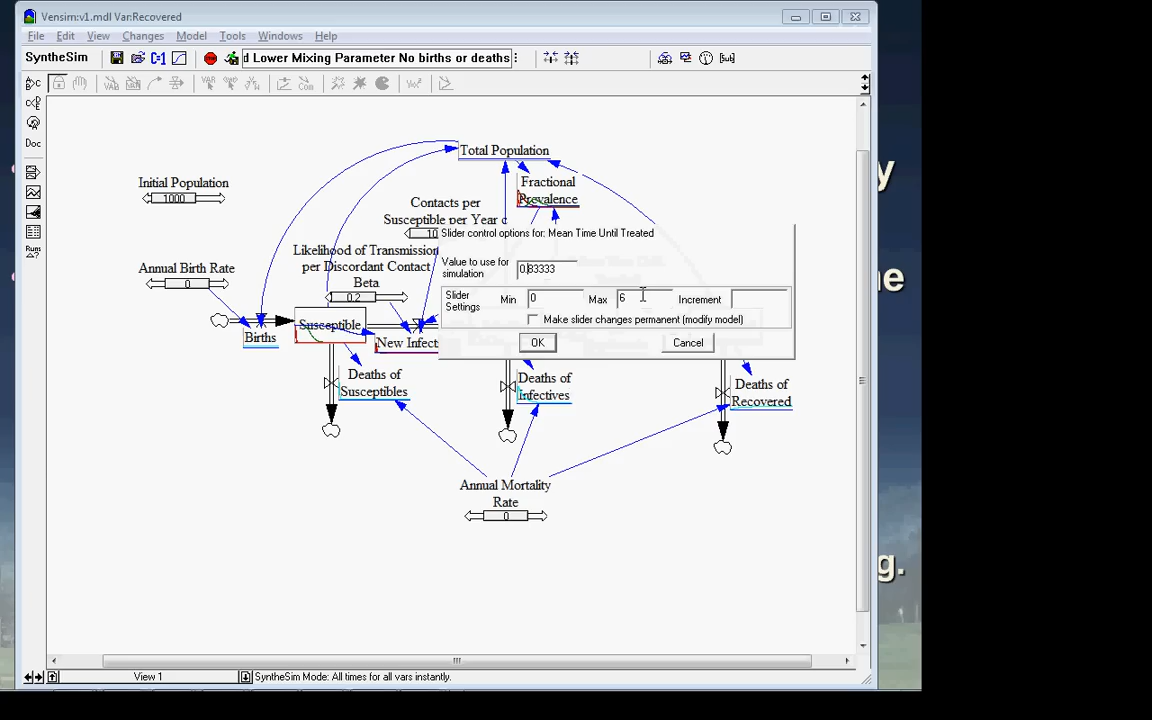 Vensim:v1.mdl Var:Recovered
File Edit View Changes Model Tools Windows Help
SyntheSim
d Lower Mixing Parameter No births or deaths
Doc
Runs
Total Population
Initial Population
1000
Fractional
Prevalence
Contacts per
Susceptible per Year c
10
Annual Birth Rate
0
Likelihood of Transmission
per Discordant Contact
Beta
0.2
Slider control options for: Mean Time Until Treated
Value to use for
simulation
0.83333
Slider
Settings
Min 0 Max 6 Increment
Make slider changes permanent (modify model)
OK Cancel
Births
Susceptible
New Infect
Deaths of
Susceptibles
Deaths of
Infectives
Deaths of
Recovered
Annual Mortality
Rate
0
View 1
SyntheSim Mode: All times for all vars instantly.
y
ne
g.